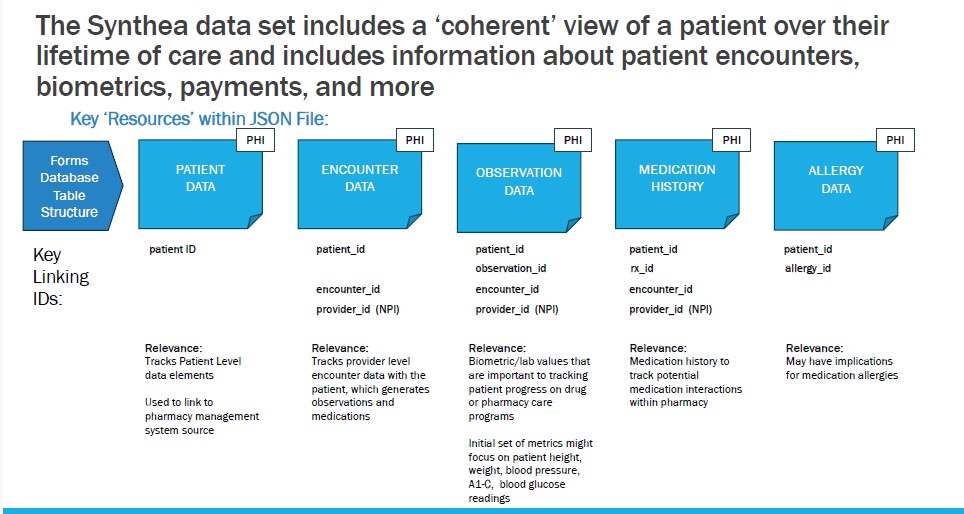 The Synthea data set includes a ‘coherent’ view of a patient over their
lifetime of care and includes information about patient encounters,
biometrics, payments, and more
Key ‘Resources’ within JSON File:
Forms
Database
Table
Structure
PHI
PATIENT
DATA
PHI
ENCOUNTER
DATA
PHI
OBSERVATION
DATA
PHI
MEDICATION
HISTORY
PHI
ALLERGY
DATA
Key
Linking
IDs:
patient ID
patient_id
encounter_id
provider_id (NPI)
patient_id
observation_id
encounter_id
provider_id (NPI)
patient_id
rx_id
encounter_id
provider_id (NPI)
patient_id
allergy_id
Relevance:
Tracks Patient Level
data elements
Used to link to
pharmacy management
system source
Relevance:
Tracks provider level
encounter data with the
patient, which generates
observations and
medications
Relevance:
Biometric/lab values that
are important to tracking
patient progress on drug
or pharmacy care
programs
Initial set of metrics might
focus on patient height,
weight, blood pressure,
A1-C, blood glucose
readings
Relevance:
Medication history to
track potential
medication interactions
within pharmacy
Relevance:
May have implications
for medication allergies